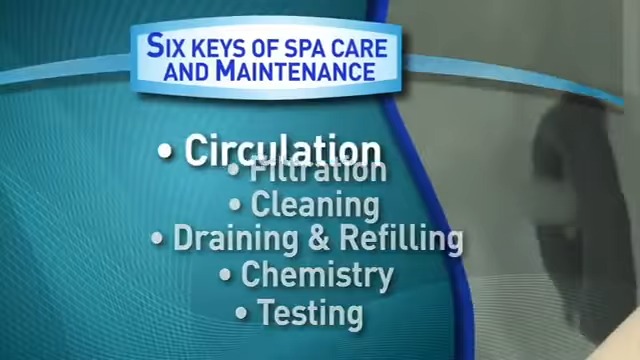 SIX KEYS OF SPA CARE
AND MAINTENANCE
• Circulation
• Filtration
• Cleaning
• Draining & Refilling
• Chemistry
• Testing